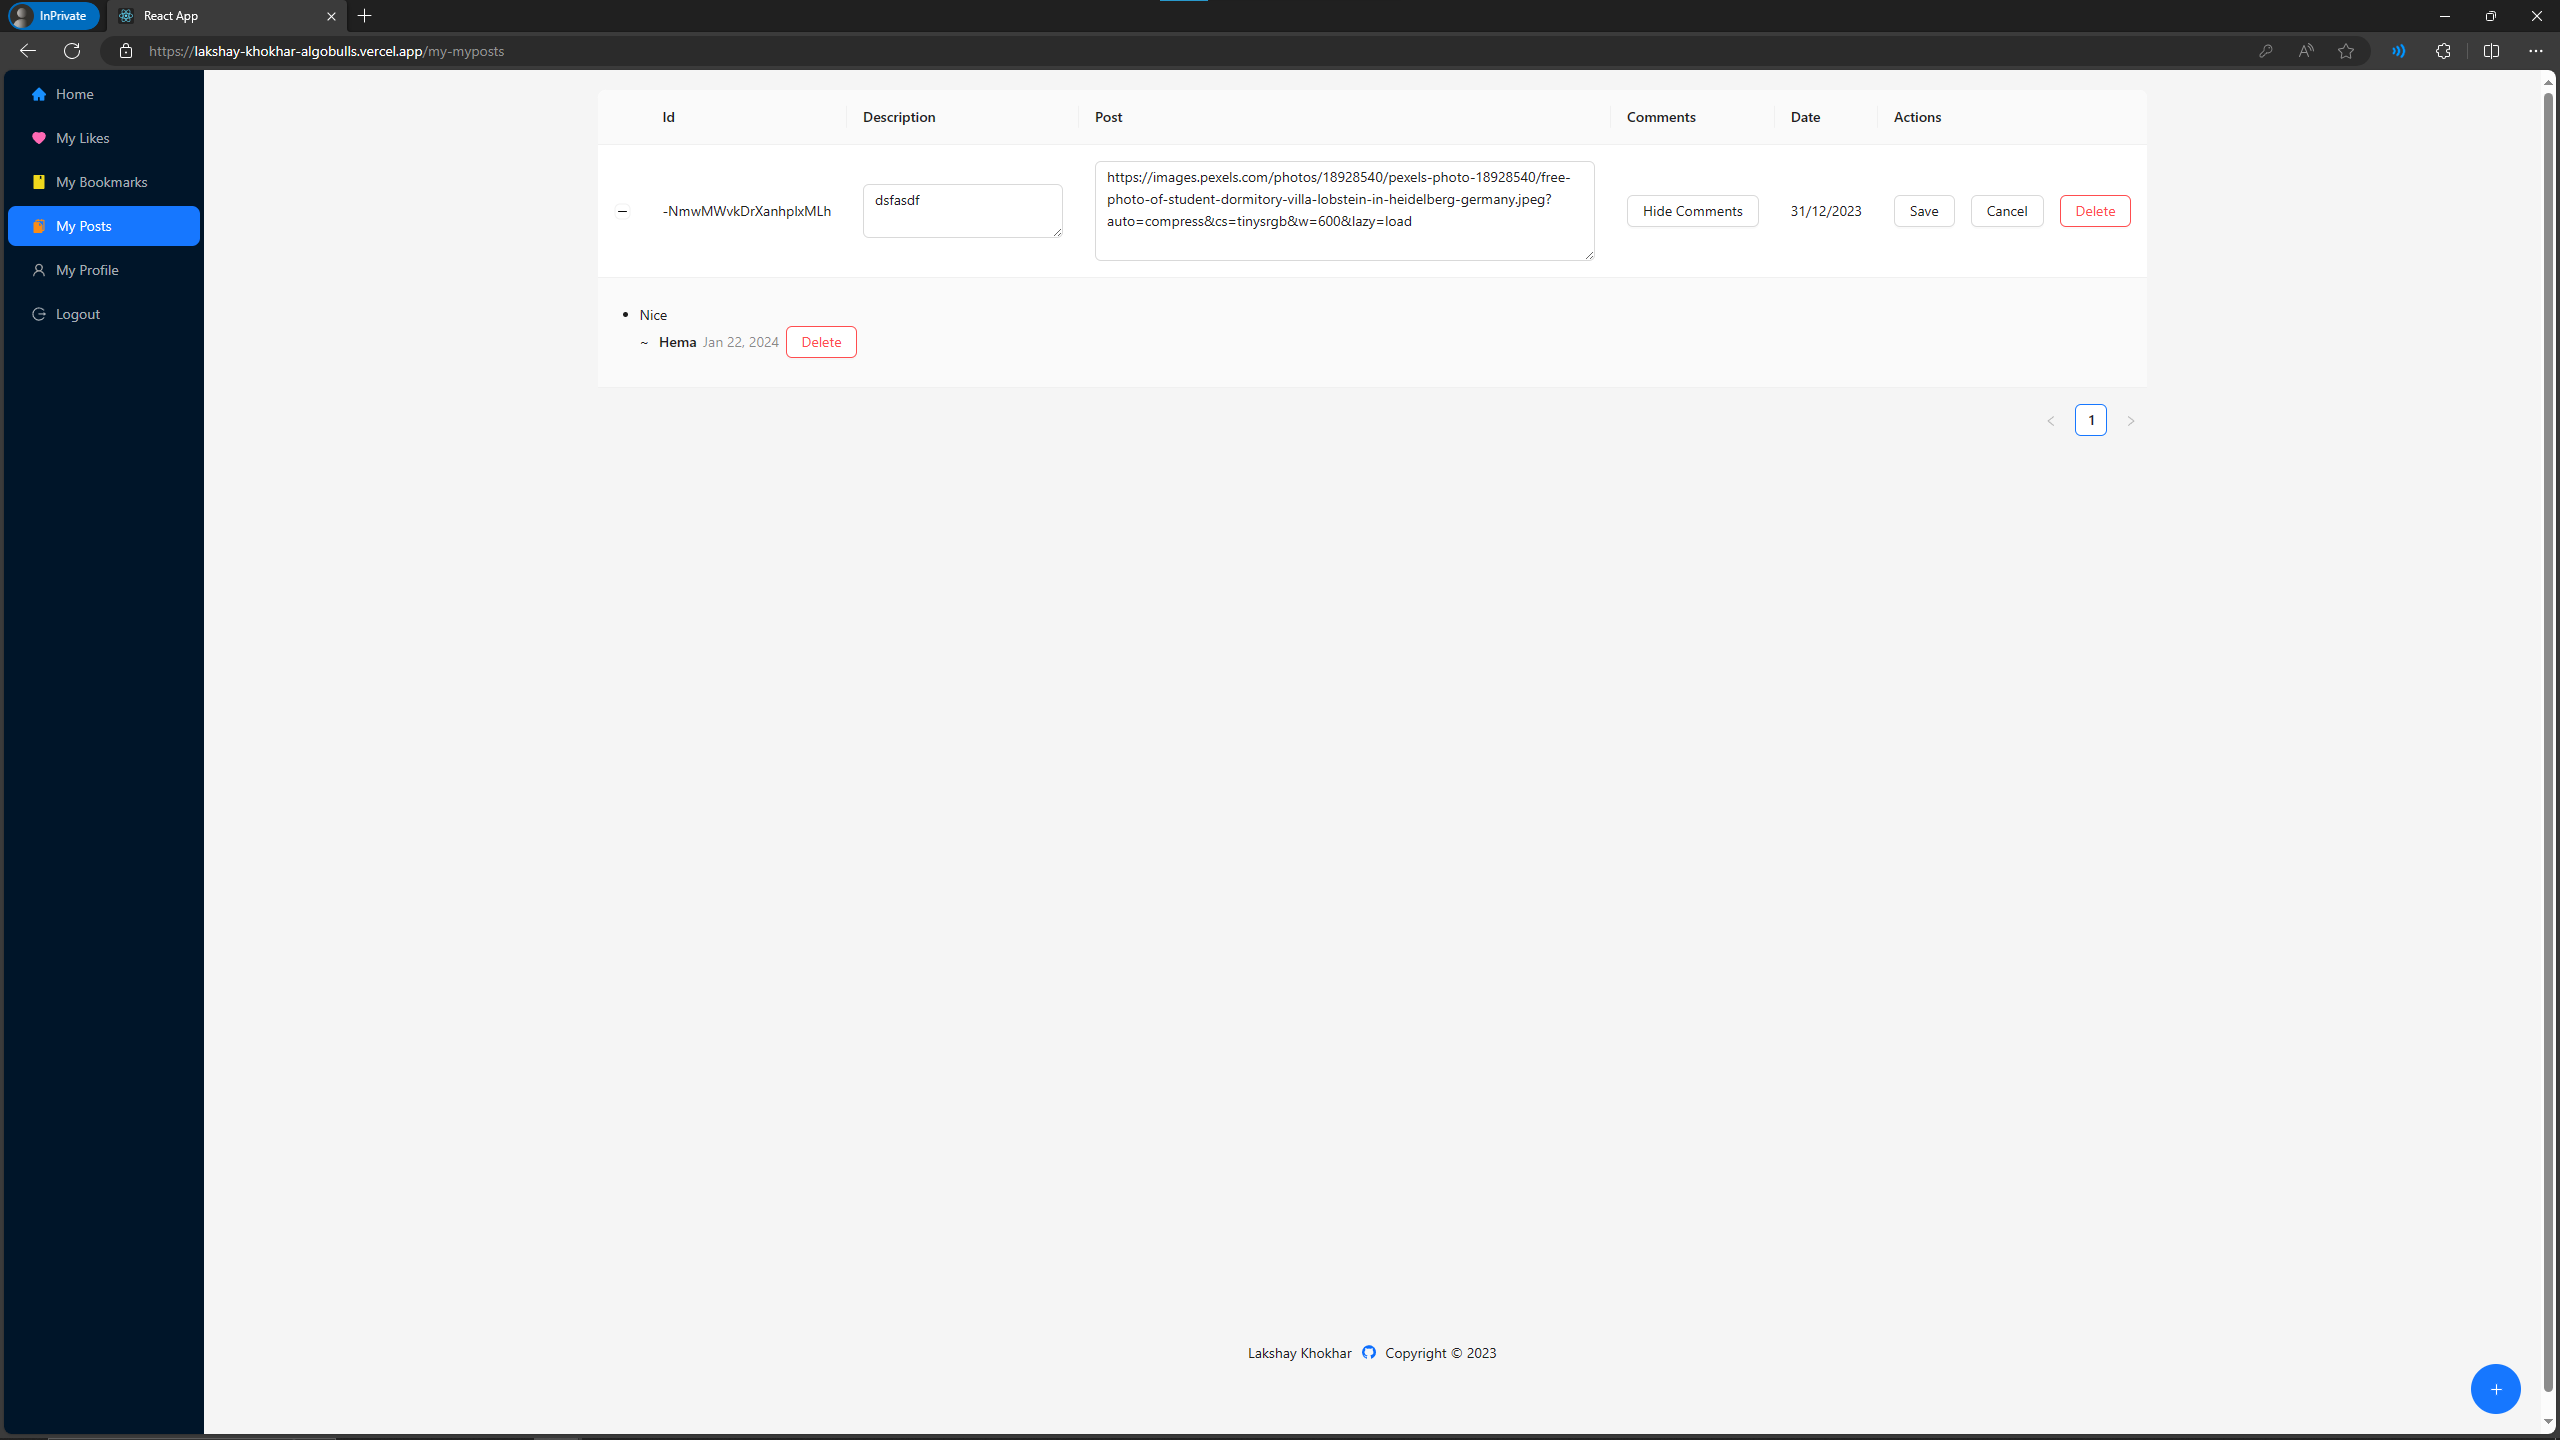 InPrivate
React App
https://lakshay-khokhar-algobulls.vercel.app/my-myposts
Home
My Likes
My Bookmarks
My Posts
My Profile
Logout
Id Description Post Comments Date Actions
-NmwMWvkDrXanhplxMLh
dsfasdf
https://images.pexels.com/photos/18928540/pexels-photo-18928540/free-
photo-of-student-dormitory-villa-lobstein-in-heidelberg-germany.jpeg?
auto=compress&cs=tinysrgb&w=600&lazy=load
Hide Comments 31/12/2023 Save Cancel Delete
• Nice
~ Hema Jan 22, 2024 Delete
< 1 >
Lakshay Khokhar Copyright © 2023
+